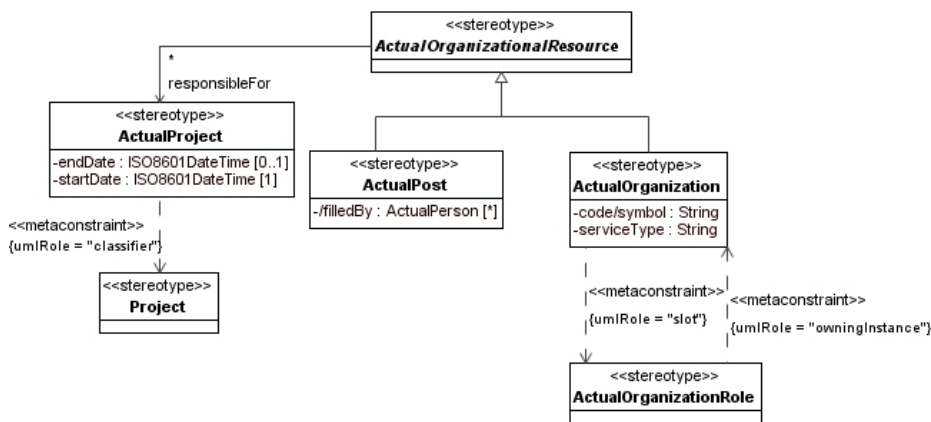 <<stereotype>>
ActualOrganizationalResource
*
responsibleFor
<<stereotype>>
ActualProject
-endDate : ISO8601DateTime [0..1]
-startDate : ISO8601DateTime [1]
<<stereotype>>
ActualPost
-/filledBy : ActualPerson [*]
<<stereotype>>
ActualOrganization
-code/symbol : String
-serviceType : String
<<metaconstraint>>
{umlRole = "classifier"}
<<stereotype>>
Project
<<metaconstraint>>
{umlRole = "slot"}
<<metaconstraint>>
{umlRole = "owningInstance"}
<<stereotype>>
ActualOrganizationRole